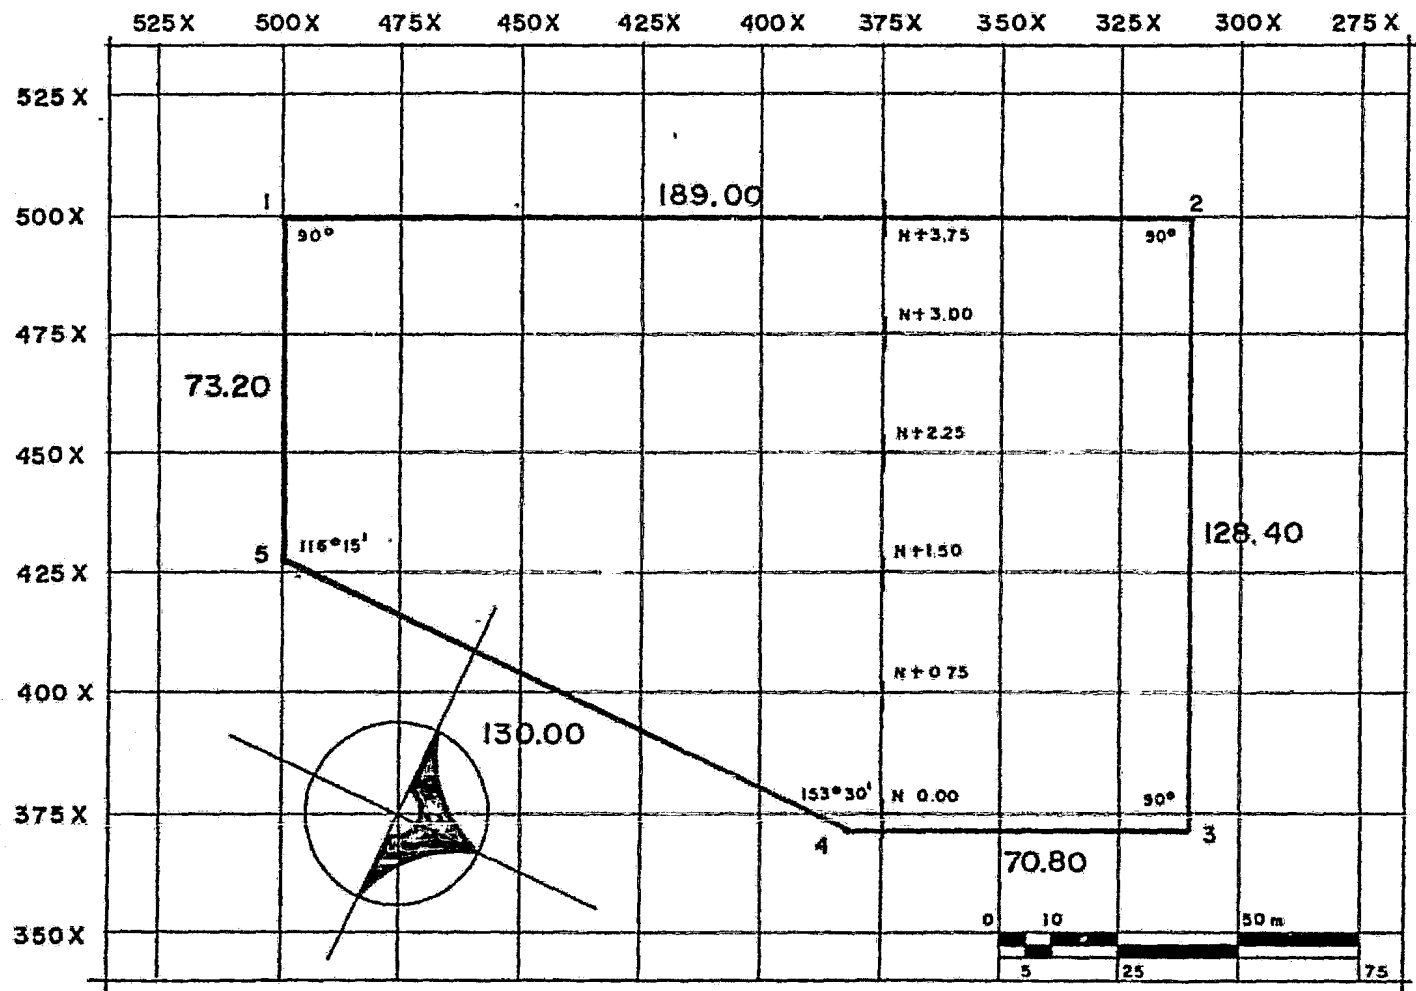 525X 500X 475X 450X 425X 400X 375X 350X 325X 300X 275X
525X
1 189.00 2
500X
90° N+3.75 90°
N+3.00
475X
73.20
N+2.25
450X
128.40
5 116°15' N+1.50
425X
N+0.75
400X
130.00
153°30' N 0.00 90°
375X
4 3
70.80
0 10 50m
350X
5 25 75